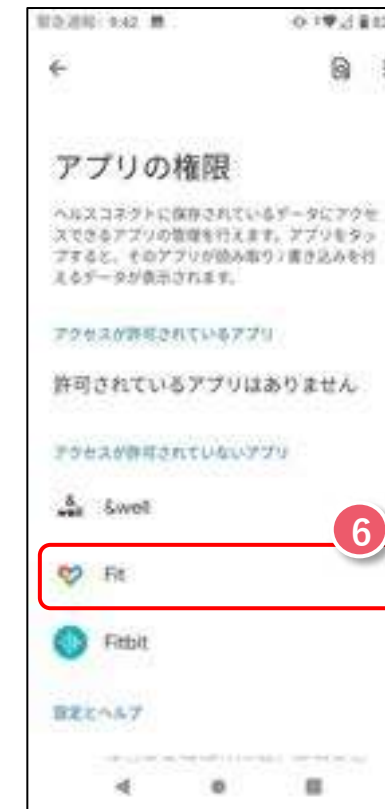 緊急通報: 9:42
アプリの権限
ヘルスコネクトに保存されているデータにアクセ
スできるアプリの管理を行えます。アプリをタッ
プすると、そのアプリが読み取り / 書き込みを行
えるデータが表示されます。
アクセスが許可されているアプリ
許可されているアプリはありません
アクセスが許可されていないアプリ
&well
6
Fit
Fitbit
設定とヘルプ